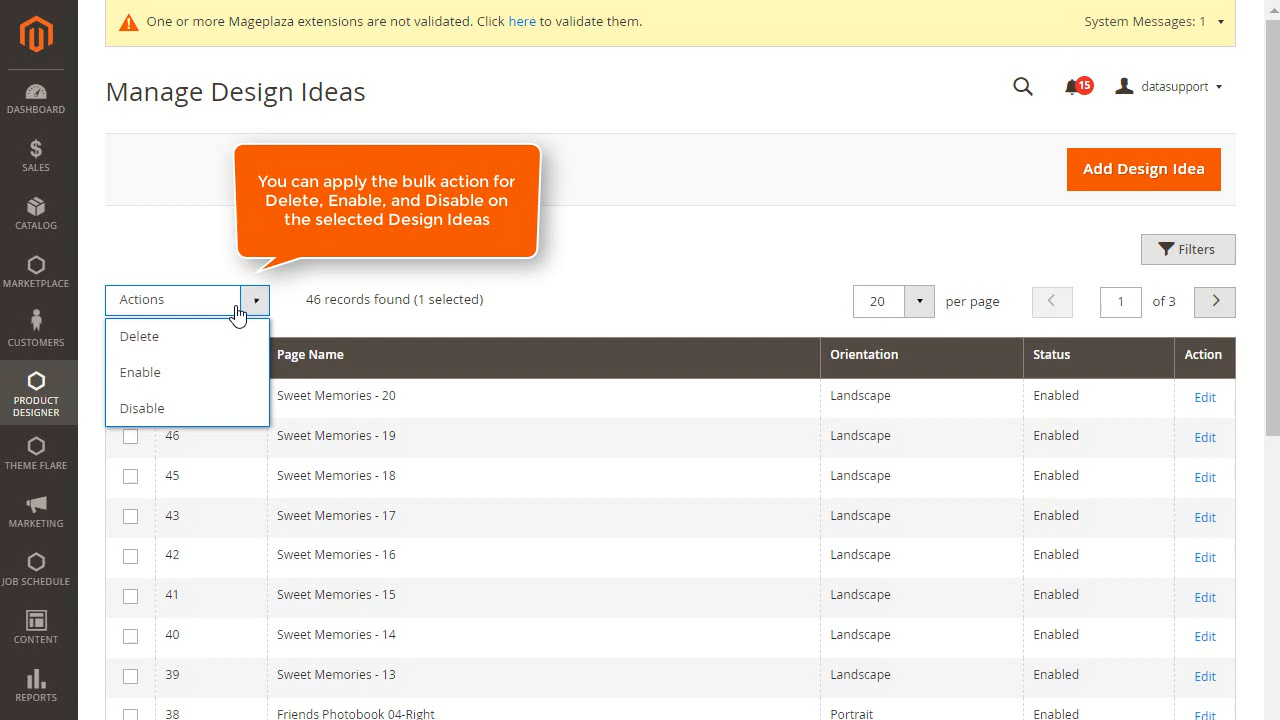 One or more Mageplaza extensions are not validated. Click here to validate them.
System Messages: 1
Manage Design Ideas
15
datasupport
DASHBOARD
SALES
CATALOG
MARKETPLACE
CUSTOMERS
PRODUCT
DESIGNER
THEME FLARE
MARKETING
JOB SCHEDULE
CONTENT
REPORTS
You can apply the bulk action for
Delete, Enable, and Disable on
the selected Design Ideas
Add Design Idea
Filters
Actions
46 records found (1 selected)
20
per page
1
of 3
Delete
Enable
Disable
Page Name Orientation Status Action
Sweet Memories - 20 Landscape Enabled Edit
46 Sweet Memories - 19 Landscape Enabled Edit
45 Sweet Memories - 18 Landscape Enabled Edit
43 Sweet Memories - 17 Landscape Enabled Edit
42 Sweet Memories - 16 Landscape Enabled Edit
41 Sweet Memories - 15 Landscape Enabled Edit
40 Sweet Memories - 14 Landscape Enabled Edit
39 Sweet Memories - 13 Landscape Enabled Edit
38 Friends Photobook 04-Right Portrait Enabled Edit